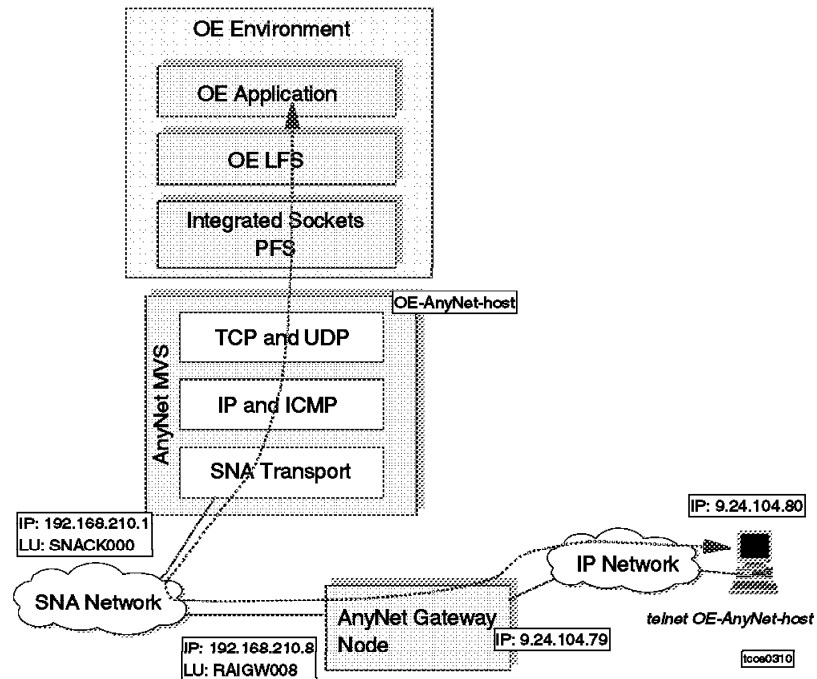 OE Environment
OE Application
OE LFS
Integrated Sockets
PFS
OE-AnyNet-host
AnyNet MVS
TCP and UDP
IP and ICMP
SNA Transport
IP: 192.168.210.1
LU: SNACK000
IP: 9.24.104.80
SNA Network
IP Network
AnyNet Gateway
Node
IP: 9.24.104.79
telnet OE-AnyNet-host
IP: 192.168.210.8
LU: RAIGW008
tcoe0310